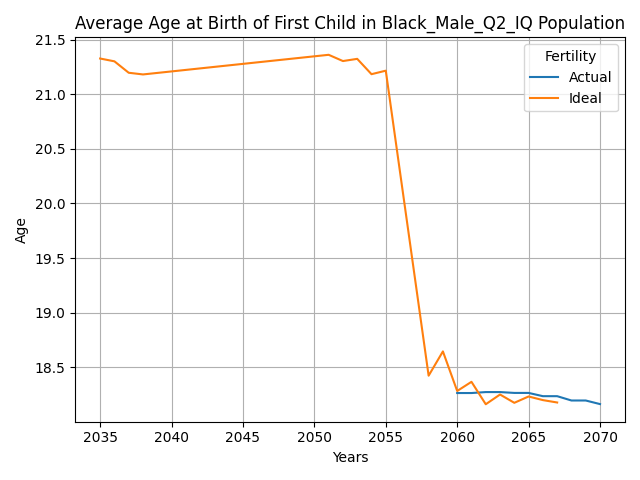 Average Age at Birth of First Child in Black_Male_Q2_IQ Population
Fertility
Actual
Ideal
Age
21.5
21.0
20.5
20.0
19.5
19.0
18.5
2035 2040 2045 2050 2055 2060 2065 2070
Years